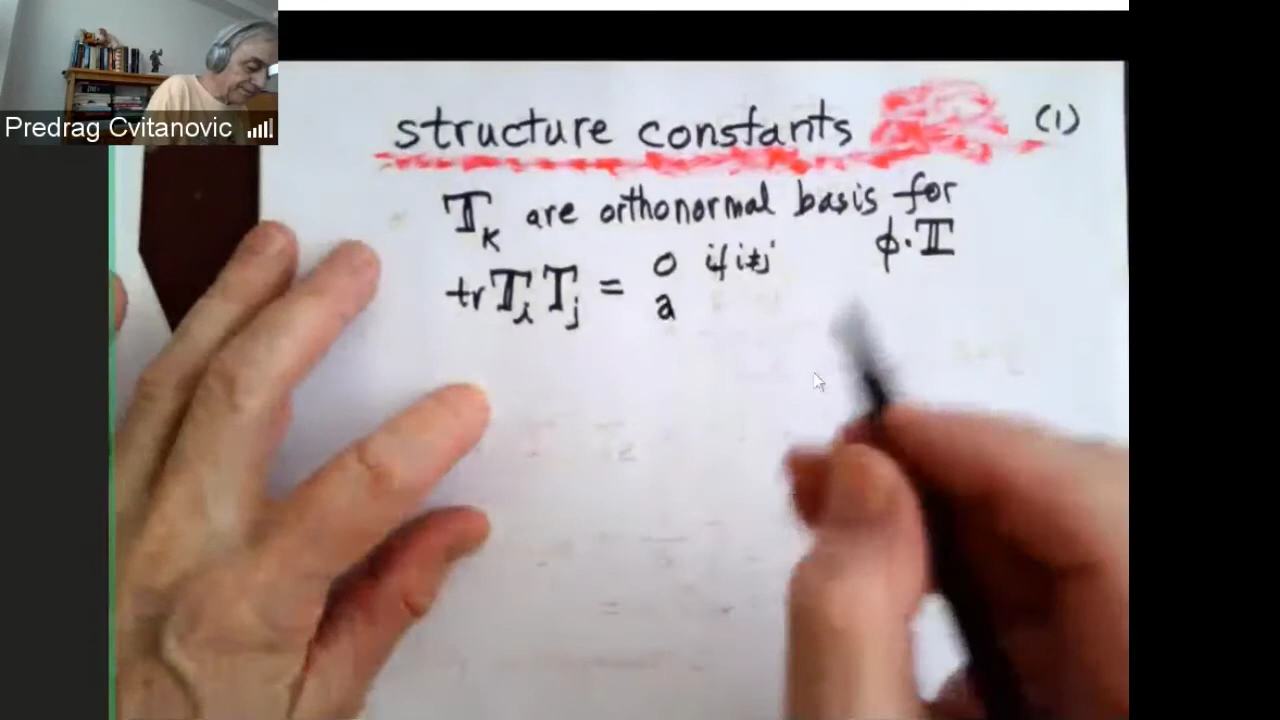 Predrag Cvitanovic
structure constants (1)
T_k are orthonormal basis for
φ·T
tr T_i T_j = 0 if i≠j
a